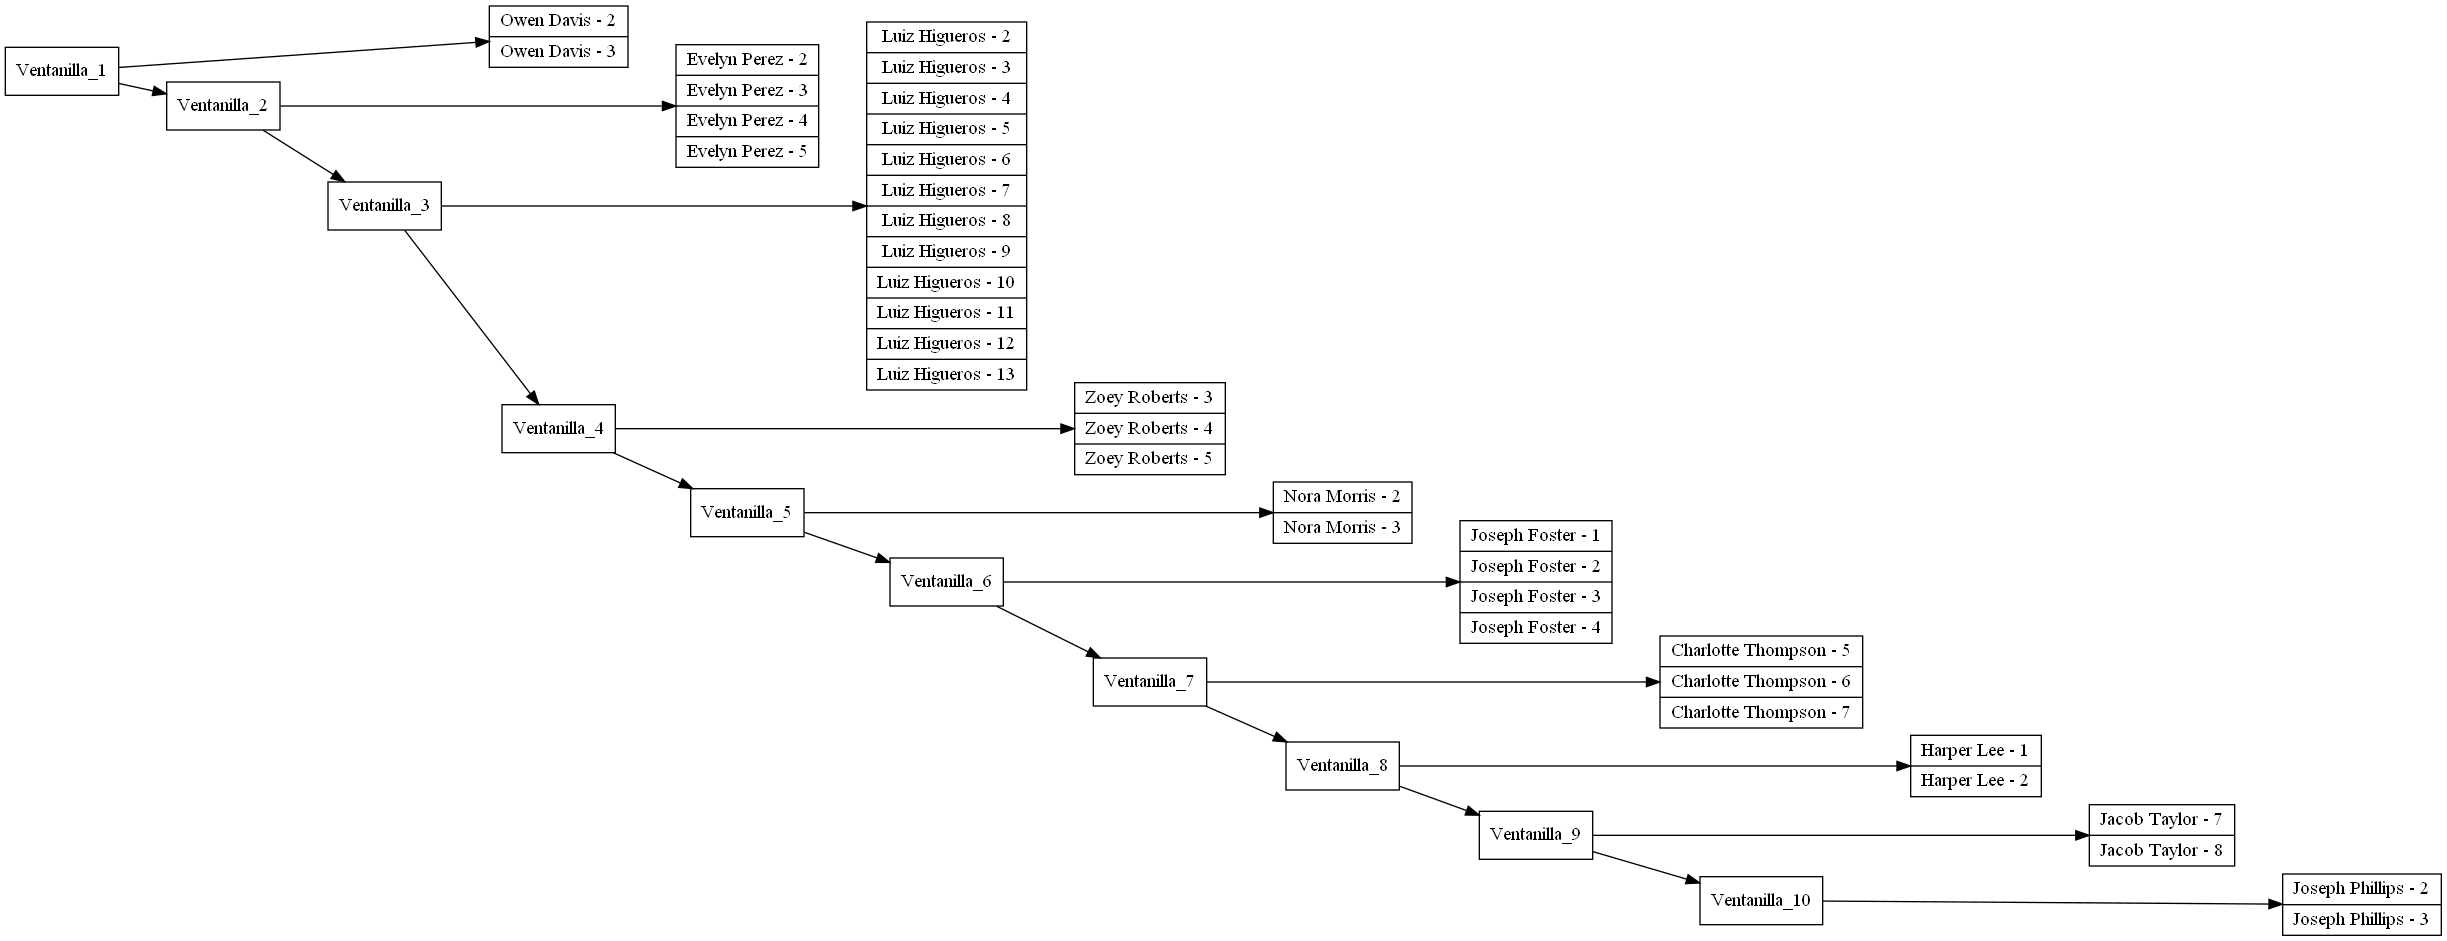 Ventanilla_1
Owen Davis - 2
Owen Davis - 3
Ventanilla_2
Evelyn Perez - 2
Evelyn Perez - 3
Evelyn Perez - 4
Evelyn Perez - 5
Ventanilla_3
Luiz Higueros - 2
Luiz Higueros - 3
Luiz Higueros - 4
Luiz Higueros - 5
Luiz Higueros - 6
Luiz Higueros - 7
Luiz Higueros - 8
Luiz Higueros - 9
Luiz Higueros - 10
Luiz Higueros - 11
Luiz Higueros - 12
Luiz Higueros - 13
Ventanilla_4
Zoey Roberts - 3
Zoey Roberts - 4
Zoey Roberts - 5
Ventanilla_5
Nora Morris - 2
Nora Morris - 3
Ventanilla_6
Joseph Foster - 1
Joseph Foster - 2
Joseph Foster - 3
Joseph Foster - 4
Ventanilla_7
Charlotte Thompson - 5
Charlotte Thompson - 6
Charlotte Thompson - 7
Ventanilla_8
Harper Lee - 1
Harper Lee - 2
Ventanilla_9
Jacob Taylor - 7
Jacob Taylor - 8
Ventanilla_10
Joseph Phillips - 2
Joseph Phillips - 3